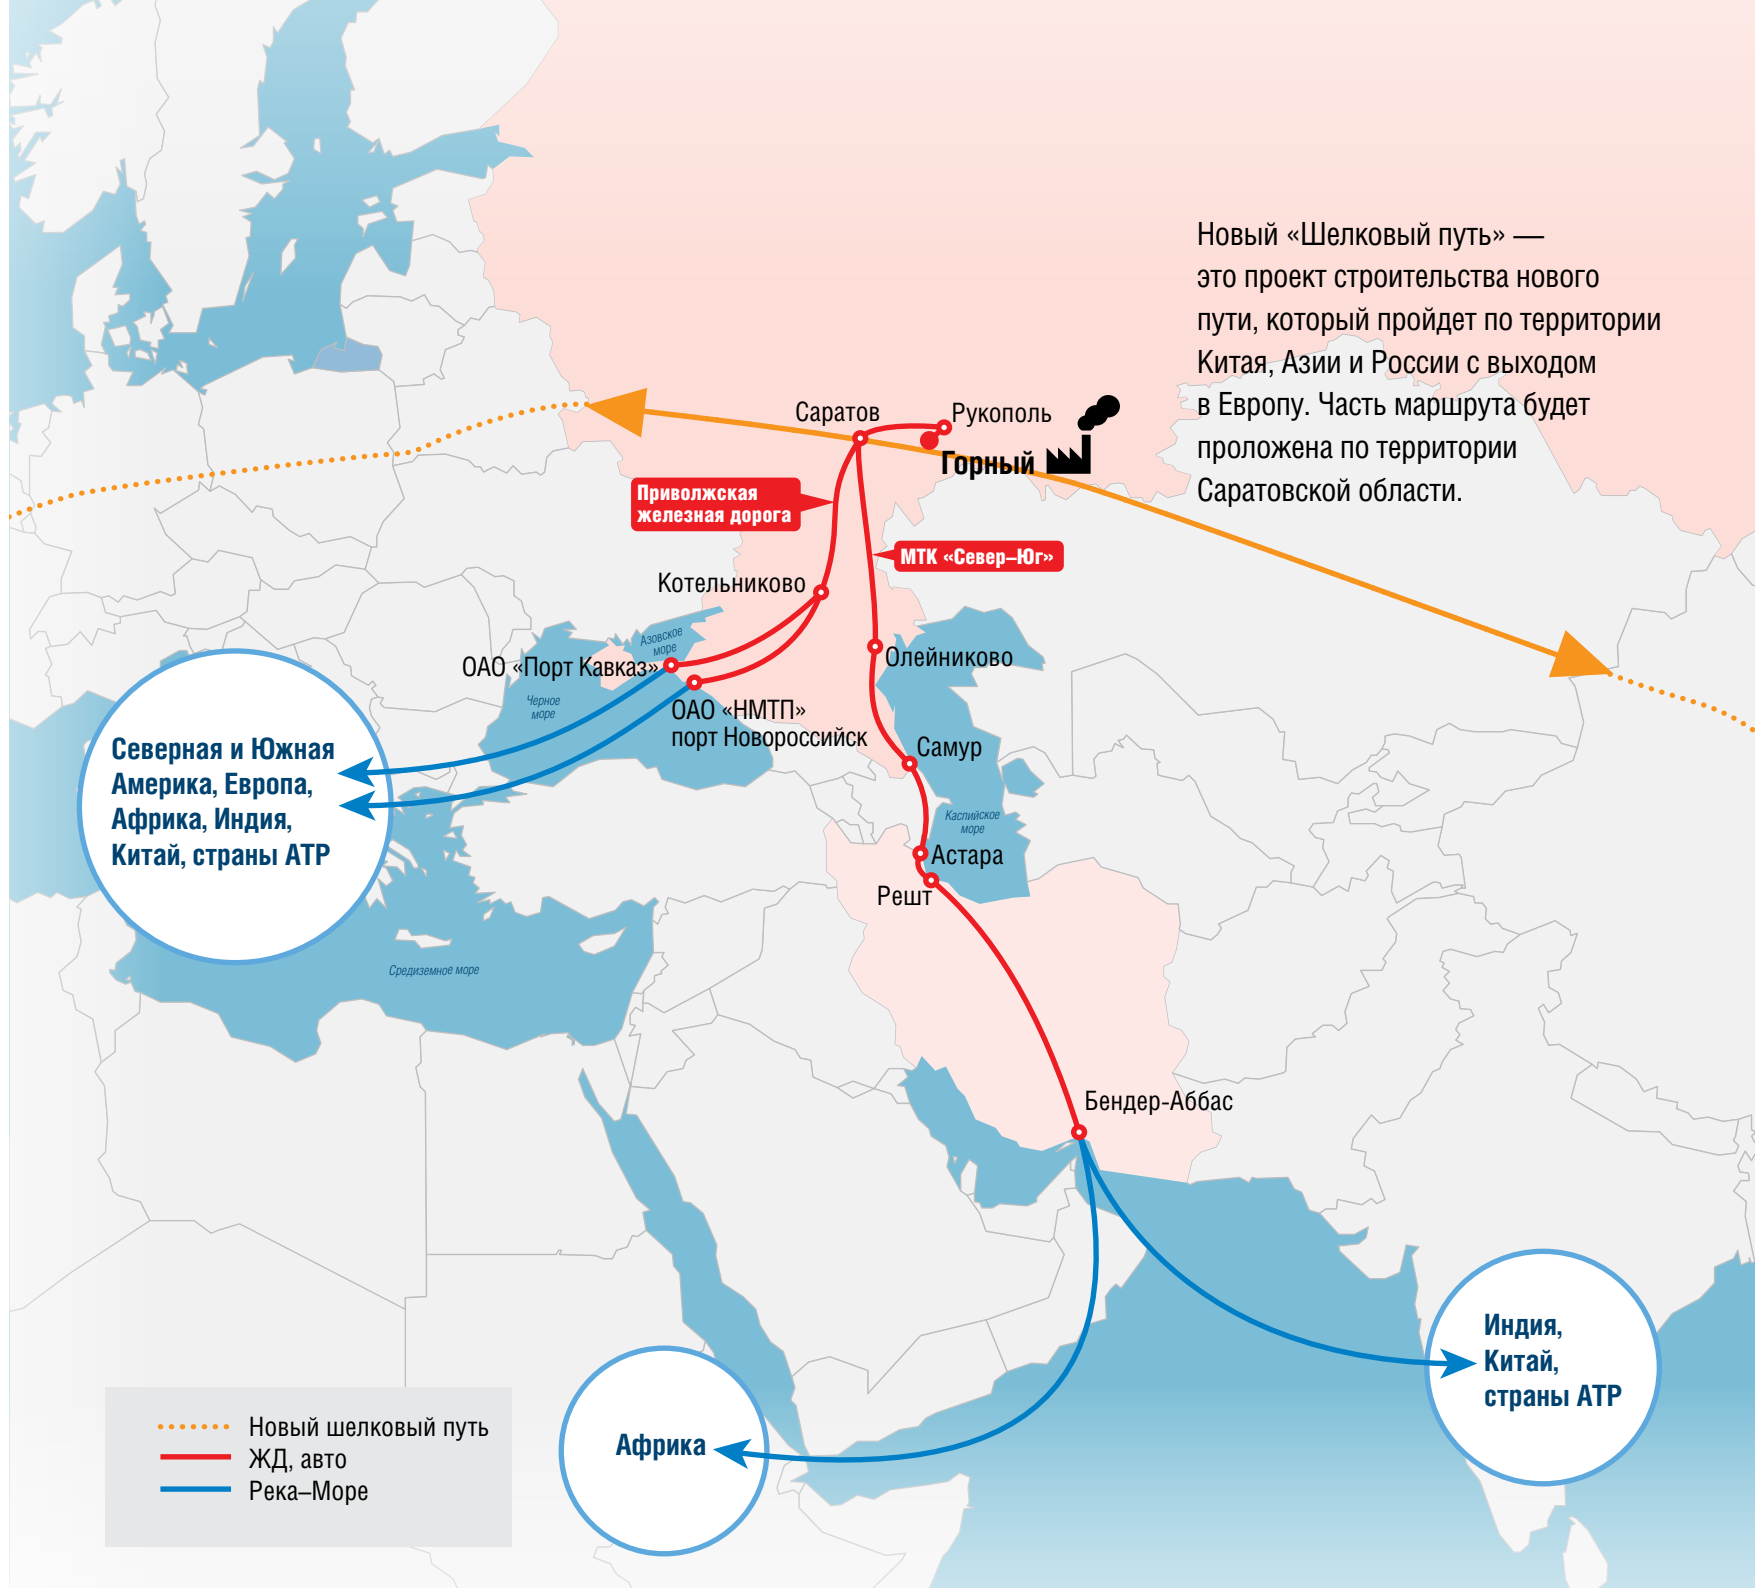 Новый «Шелковый путь» —
это проект строительства нового
пути, который пройдет по территории
Китая, Азии и России с выходом
в Европу. Часть маршрута будет
проложена по территории
Саратовской области.
Саратов
Рукополь
Горный
Приволжская
железная дорога
МТК «Север–Юг»
Котельниково
Азовское
море
ОАО «Порт Кавказ»
Олейниково
Черное
море
ОАО «НМТП»
порт Новороссийск
Самур
Северная и Южная
Америка, Европа,
Африка, Индия,
Китай, страны АТР
Каспийское
море
Астара
Решт
Средиземное море
Бендер-Аббас
Индия,
Китай,
страны АТР
Африка
Новый шелковый путь
ЖД, авто
Река–Море